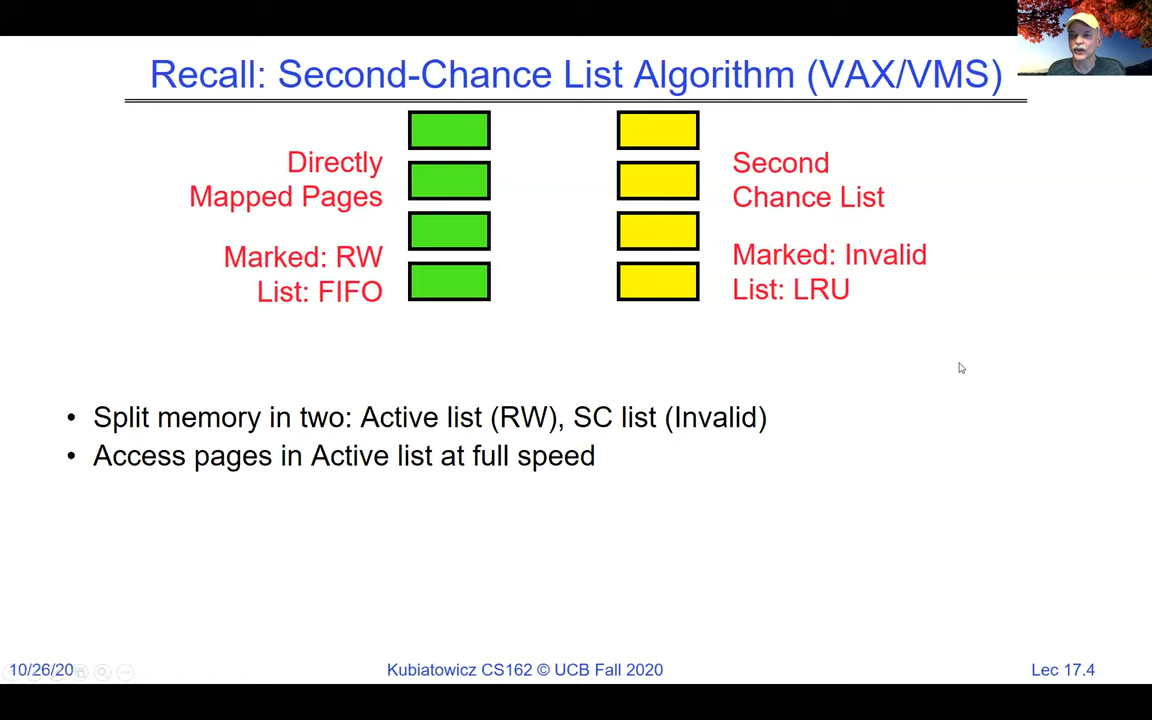 Recall: Second-Chance List Algorithm (VAX/VMS)
Directly
Mapped Pages
Marked: RW
List: FIFO
Second
Chance List
Marked: Invalid
List: LRU
• Split memory in two: Active list (RW), SC list (Invalid)
• Access pages in Active list at full speed
10/26/20
Kubiatowicz CS162 © UCB Fall 2020
Lec 17.4